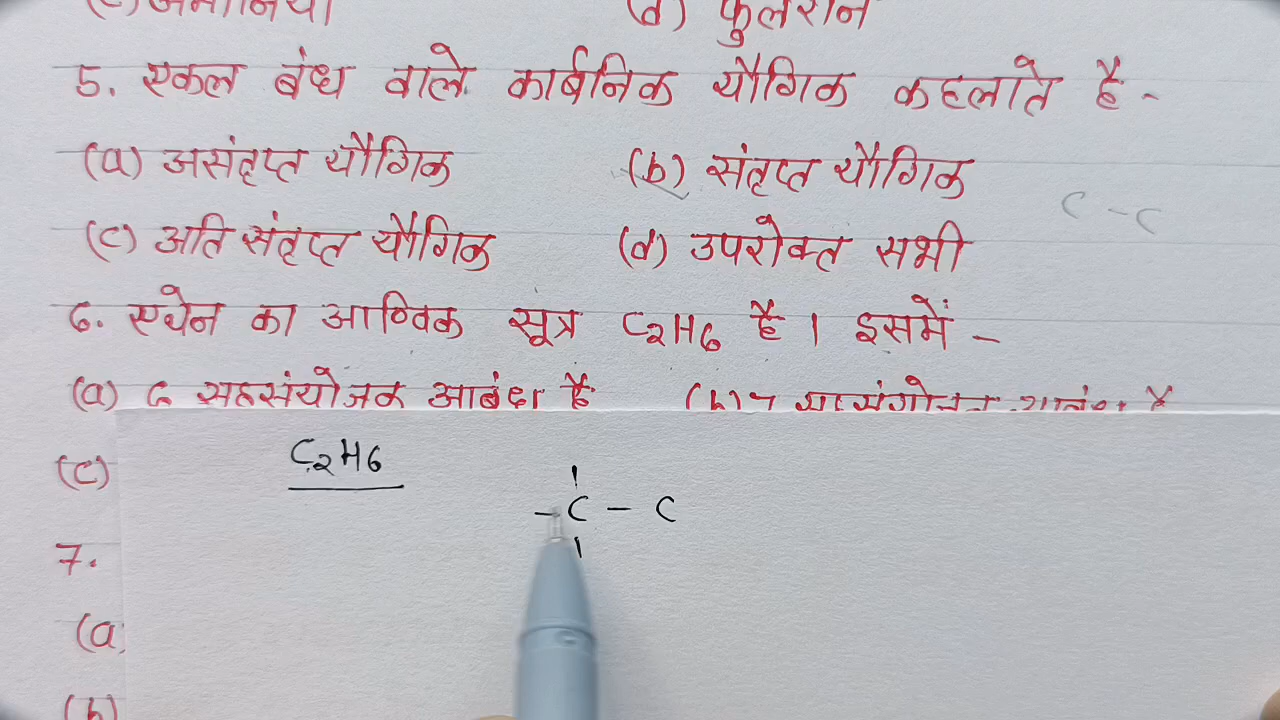 (d) फुलरीन
5. एकल बंध वाले कार्बनिक यौगिक कहलाते है -
(a) असंतृप्त यौगिक (b) संतृप्त यौगिक
C - C
(c) अति संतृप्त यौगिक (d) उपरोक्त सभी
6. एथेन का आण्विक सूत्र C2H6 है । इसमें -
(a) 6 सहसंयोजक आबंध है (b) 7
(c) C2H6
- C - C
7.
(a)
(b)